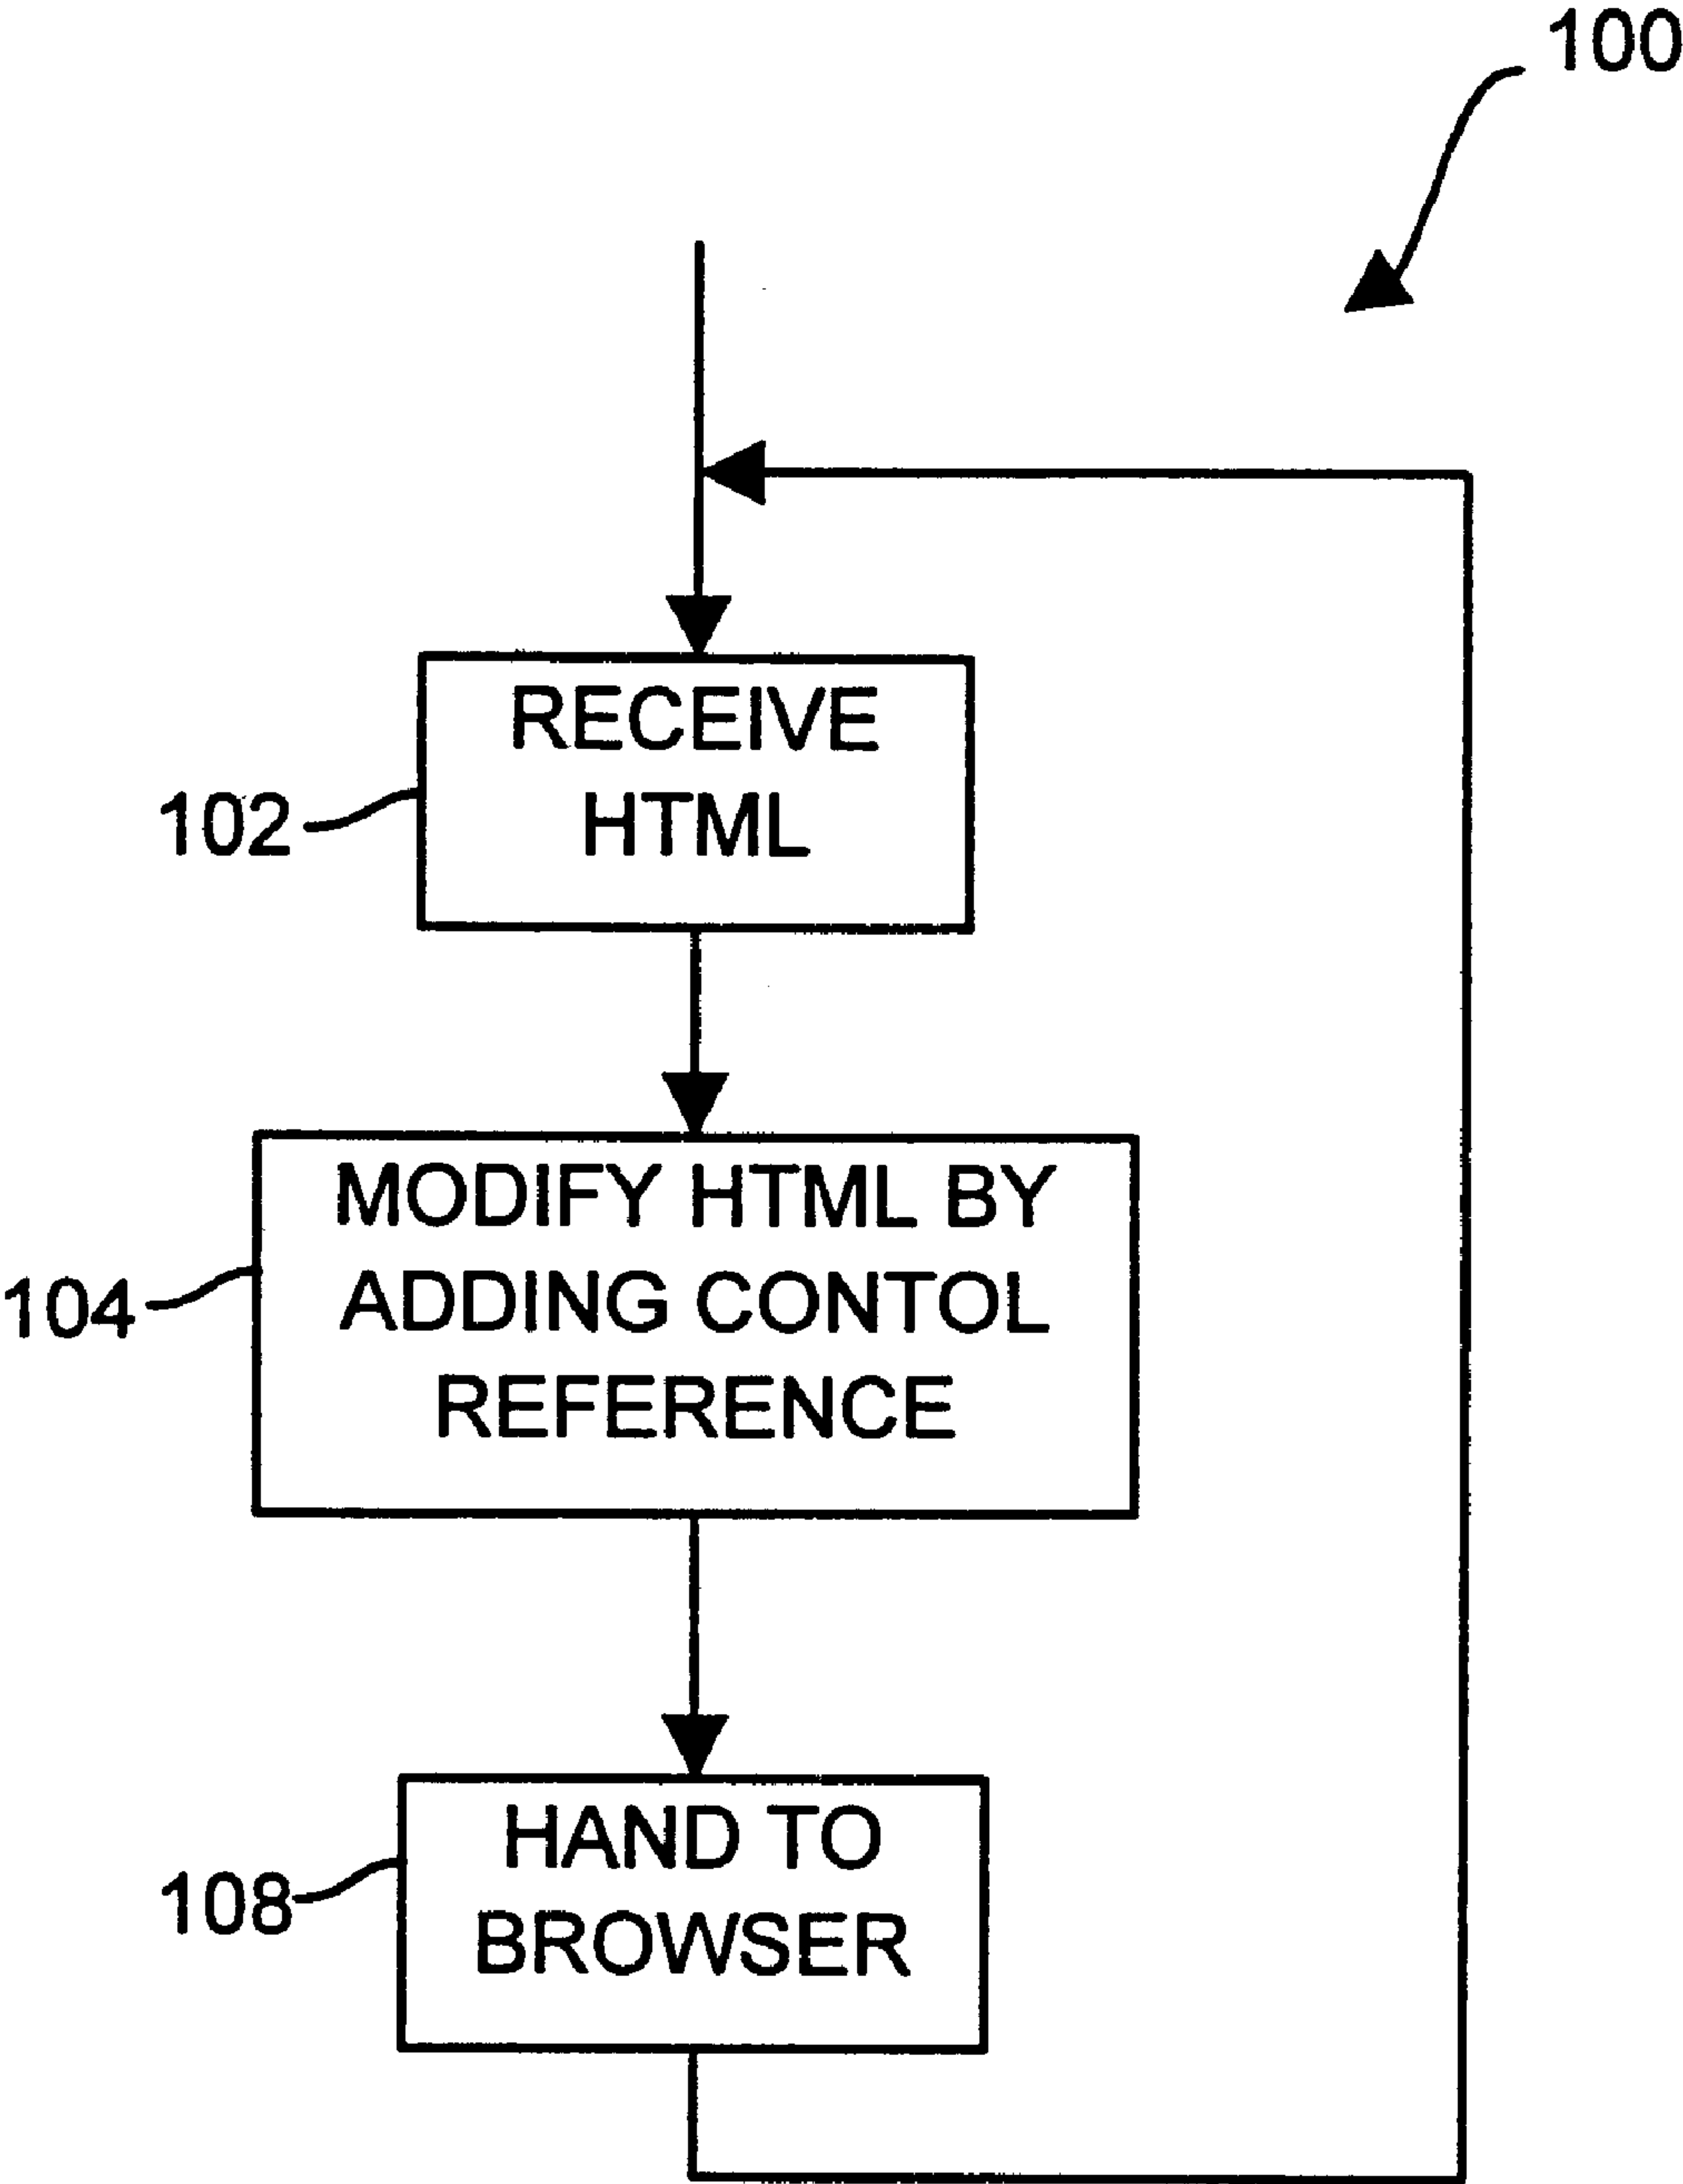 100
RECEIVE
HTML
102
MODIFY HTML BY
ADDING CONTOL
REFERENCE
104
HAND TO
BROWSER
108